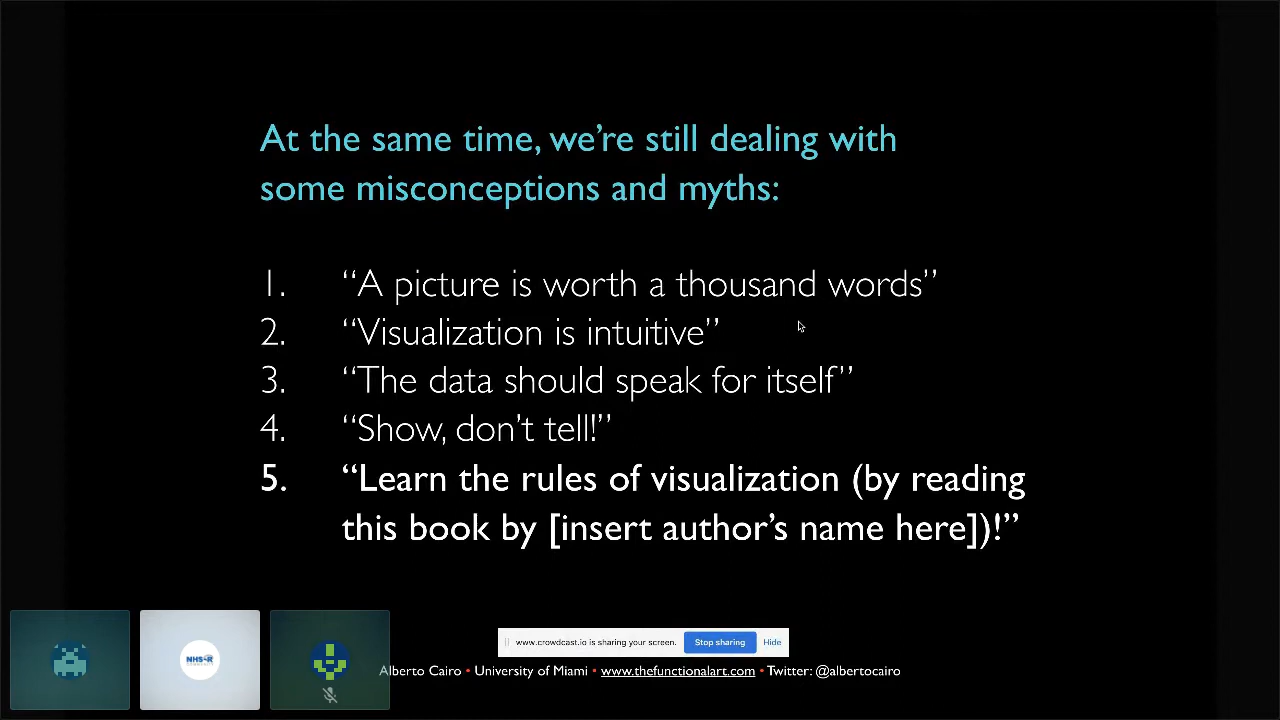 At the same time, we’re still dealing with
some misconceptions and myths:
1. “A picture is worth a thousand words”
2. “Visualization is intuitive”
3. “The data should speak for itself”
4. “Show, don’t tell!”
5. “Learn the rules of visualization (by reading
this book by [insert author’s name here])!”
NHS-R
COMMUNITY
www.crowdcast.io is sharing your screen. Stop sharing Hide
Alberto Cairo • University of Miami • www.thefunctionalart.com • Twitter: @albertocairo